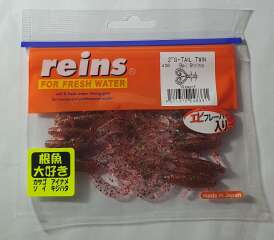 reins
FOR FRESH WATER
2" G-TAIL TWIN
エビフレーバー
入り!
根魚
大好き
カサゴ アイナメ
ソイ キジハタ
made in Japan